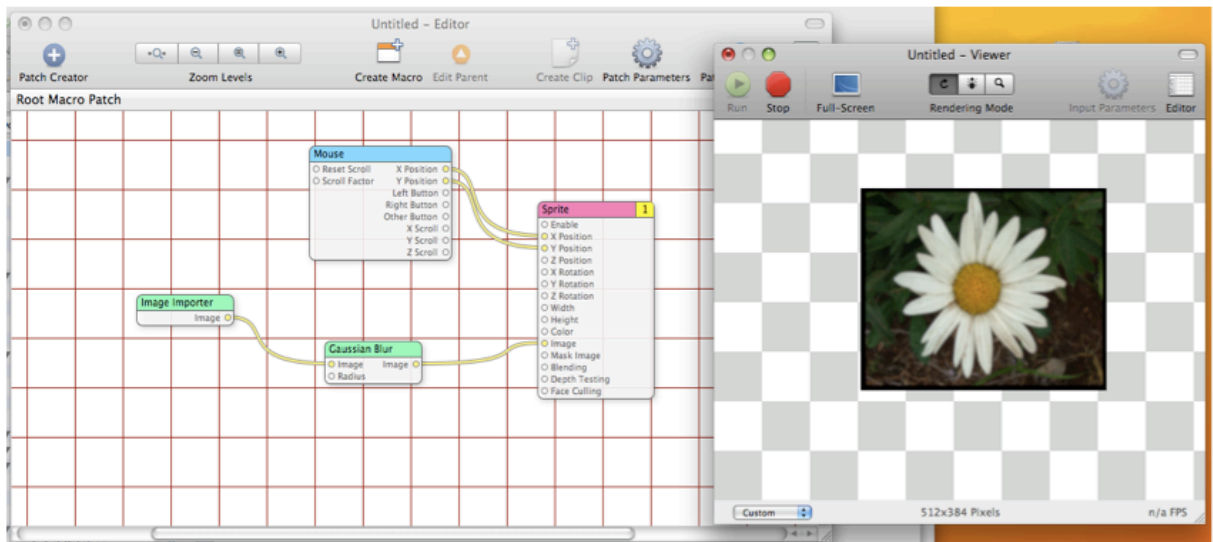 Untitled – Editor
Patch Creator
Zoom Levels
Create Macro
Edit Parent
Create Clip
Patch Parameters
Root Macro Patch
Mouse
Reset Scroll X Position
Scroll Factor Y Position
Left Button
Right Button
Other Button
X Scroll
Y Scroll
Z Scroll
Sprite 1
Enable
X Position
Y Position
Z Position
X Rotation
Y Rotation
Z Rotation
Width
Height
Color
Image
Mask Image
Blending
Depth Testing
Face Culling
Image Importer
Image
Gaussian Blur
Image Image
Radius
Untitled – Viewer
Run
Stop
Full-Screen
Rendering Mode
Input Parameters
Editor
Custom
512x384 Pixels
n/a FPS